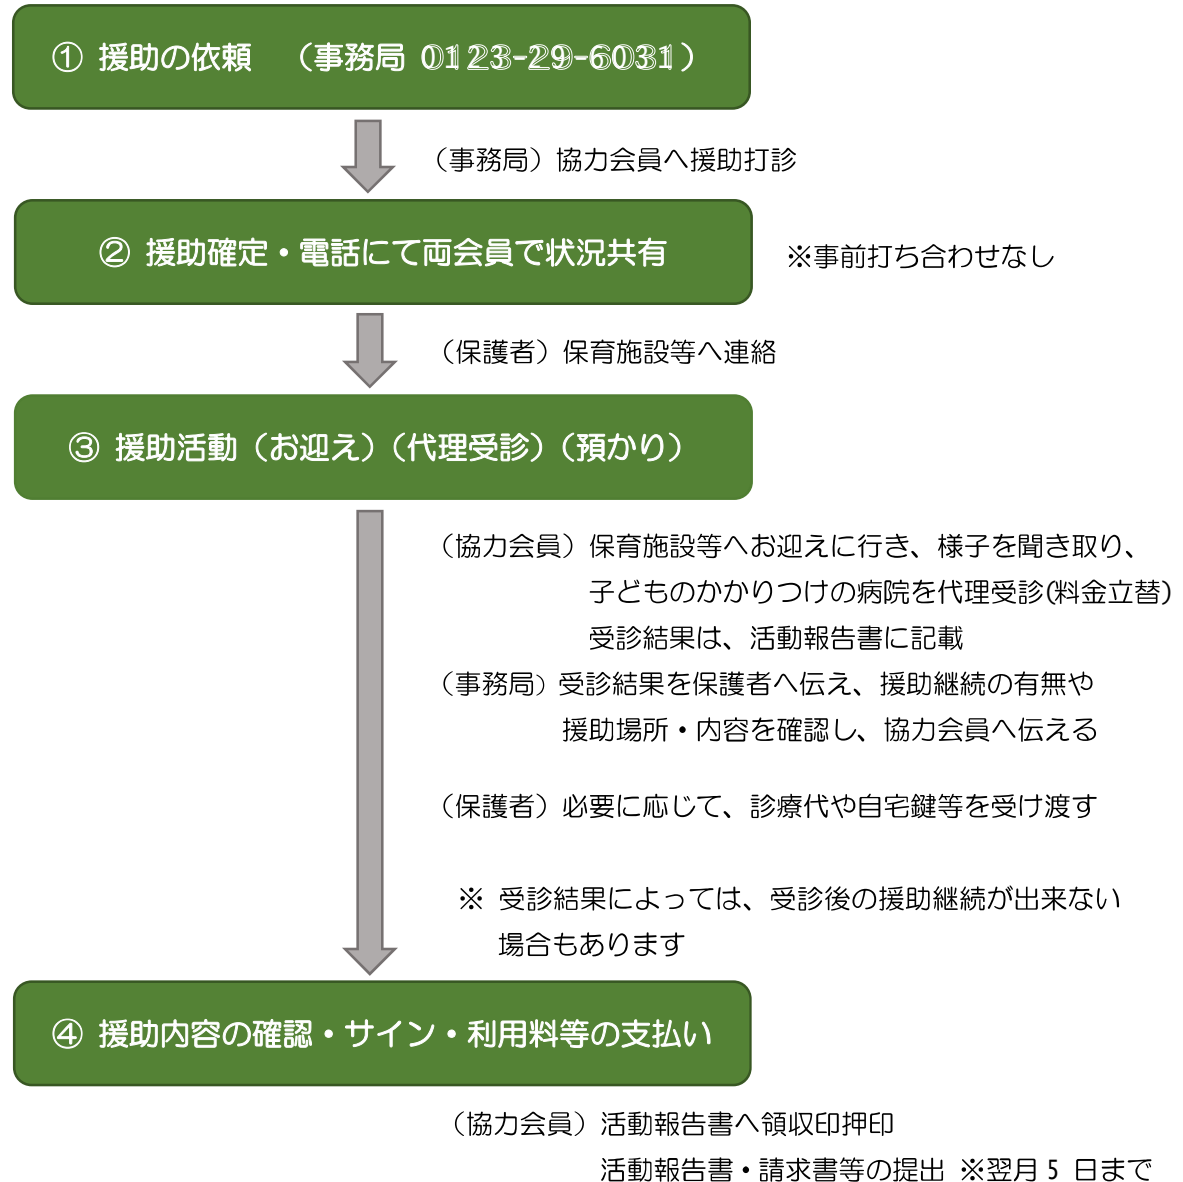 ① 援助の依頼　（事務局 0123-29-6031）
（事務局）協力会員へ援助打診
② 援助確定・電話にて両会員で状況共有
※事前打ち合わせなし
（保護者）保育施設等へ連絡
③ 援助活動（お迎え）（代理受診）（預かり）
（協力会員）保育施設等へお迎えに行き、様子を聞き取り、
子どものかかりつけの病院を代理受診(料金立替)
受診結果は、活動報告書に記載
（事務局）受診結果を保護者へ伝え、援助継続の有無や
援助場所・内容を確認し、協力会員へ伝える
（保護者）必要に応じて、診療代や自宅鍵等を受け渡す
※ 受診結果によっては、受診後の援助継続が出来ない
場合もあります
④ 援助内容の確認・サイン・利用料等の支払い
（協力会員）活動報告書へ領収印押印
活動報告書・請求書等の提出 ※翌月 5 日まで